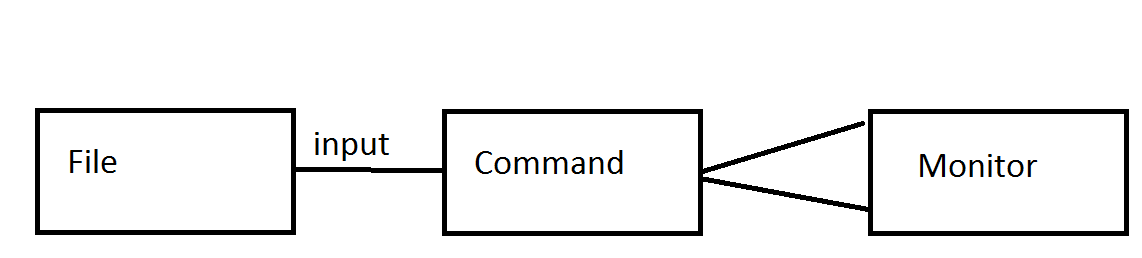 File
input
Command
Monitor